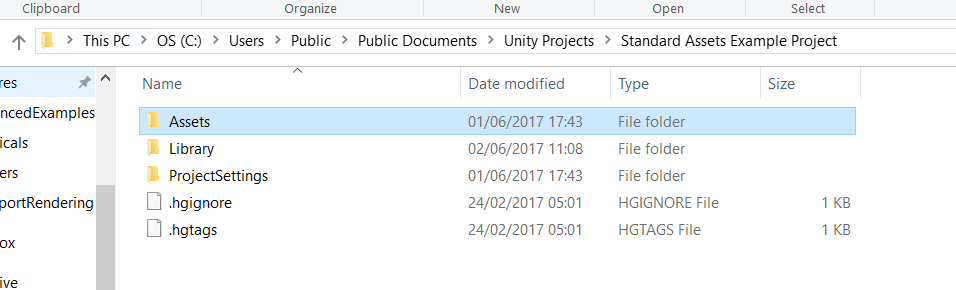 Clipboard Organize New Open Select
This PC > OS (C:) > Users > Public > Public Documents > Unity Projects > Standard Assets Example Project
Name Date modified Type Size
res
ncedExamples
icals
ers
portRendering
ox
ive
Assets 01/06/2017 17:43 File folder
Library 02/06/2017 11:08 File folder
ProjectSettings 01/06/2017 17:43 File folder
.hgignore 24/02/2017 05:01 HGIGNORE File 1 KB
.hgtags 24/02/2017 05:01 HGTAGS File 1 KB